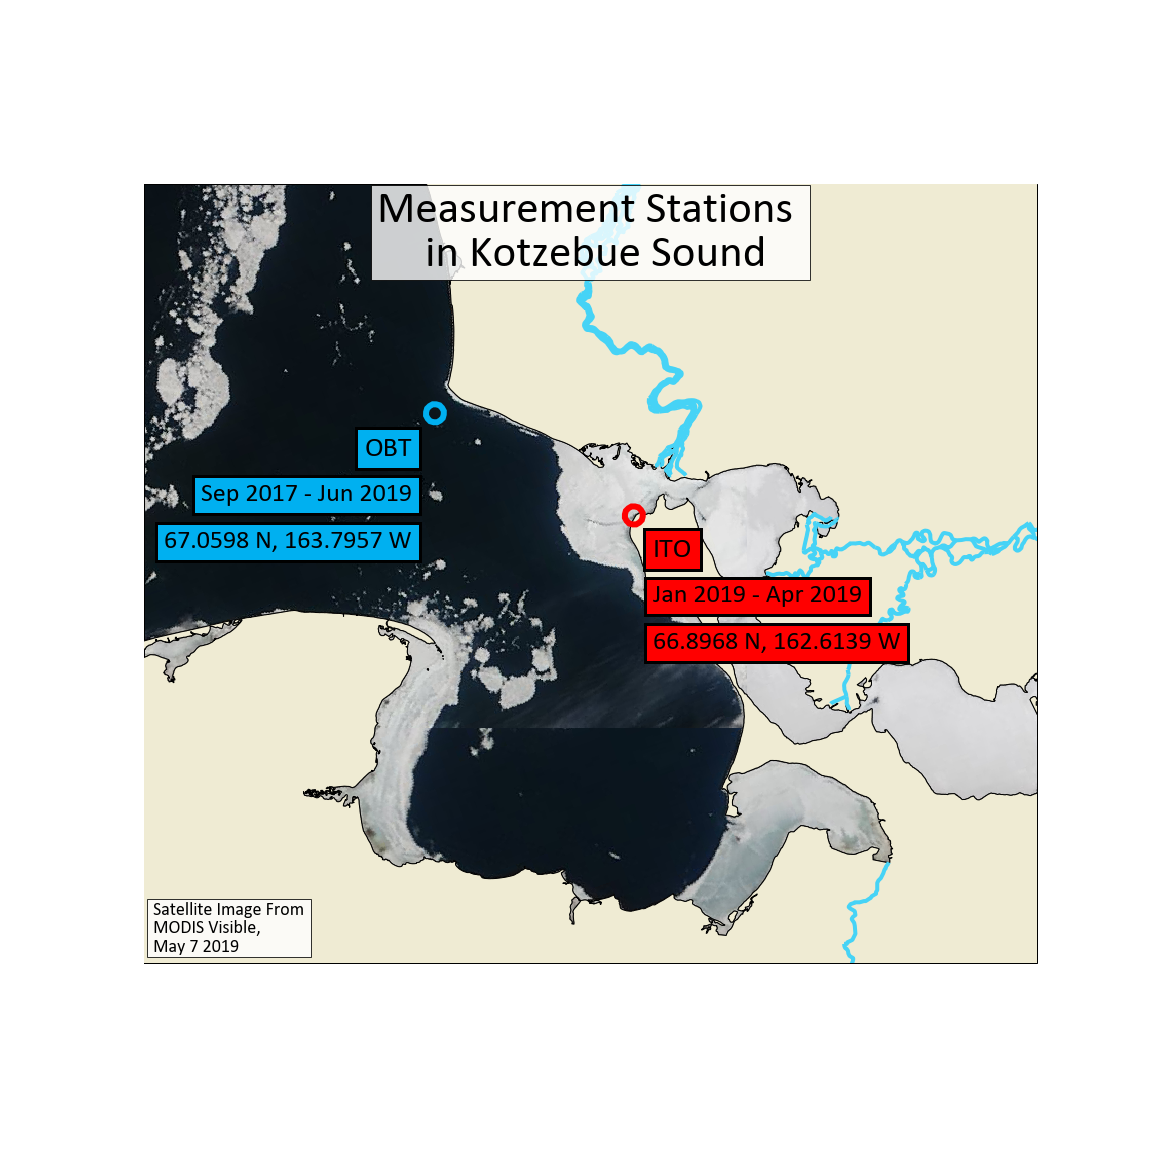 Measurement Stations
in Kotzebue Sound
OBT
Sep 2017 - Jun 2019
67.0598 N, 163.7957 W
ITO
Jan 2019 - Apr 2019
66.8968 N, 162.6139 W
Satellite Image From
MODIS Visible,
May 7 2019